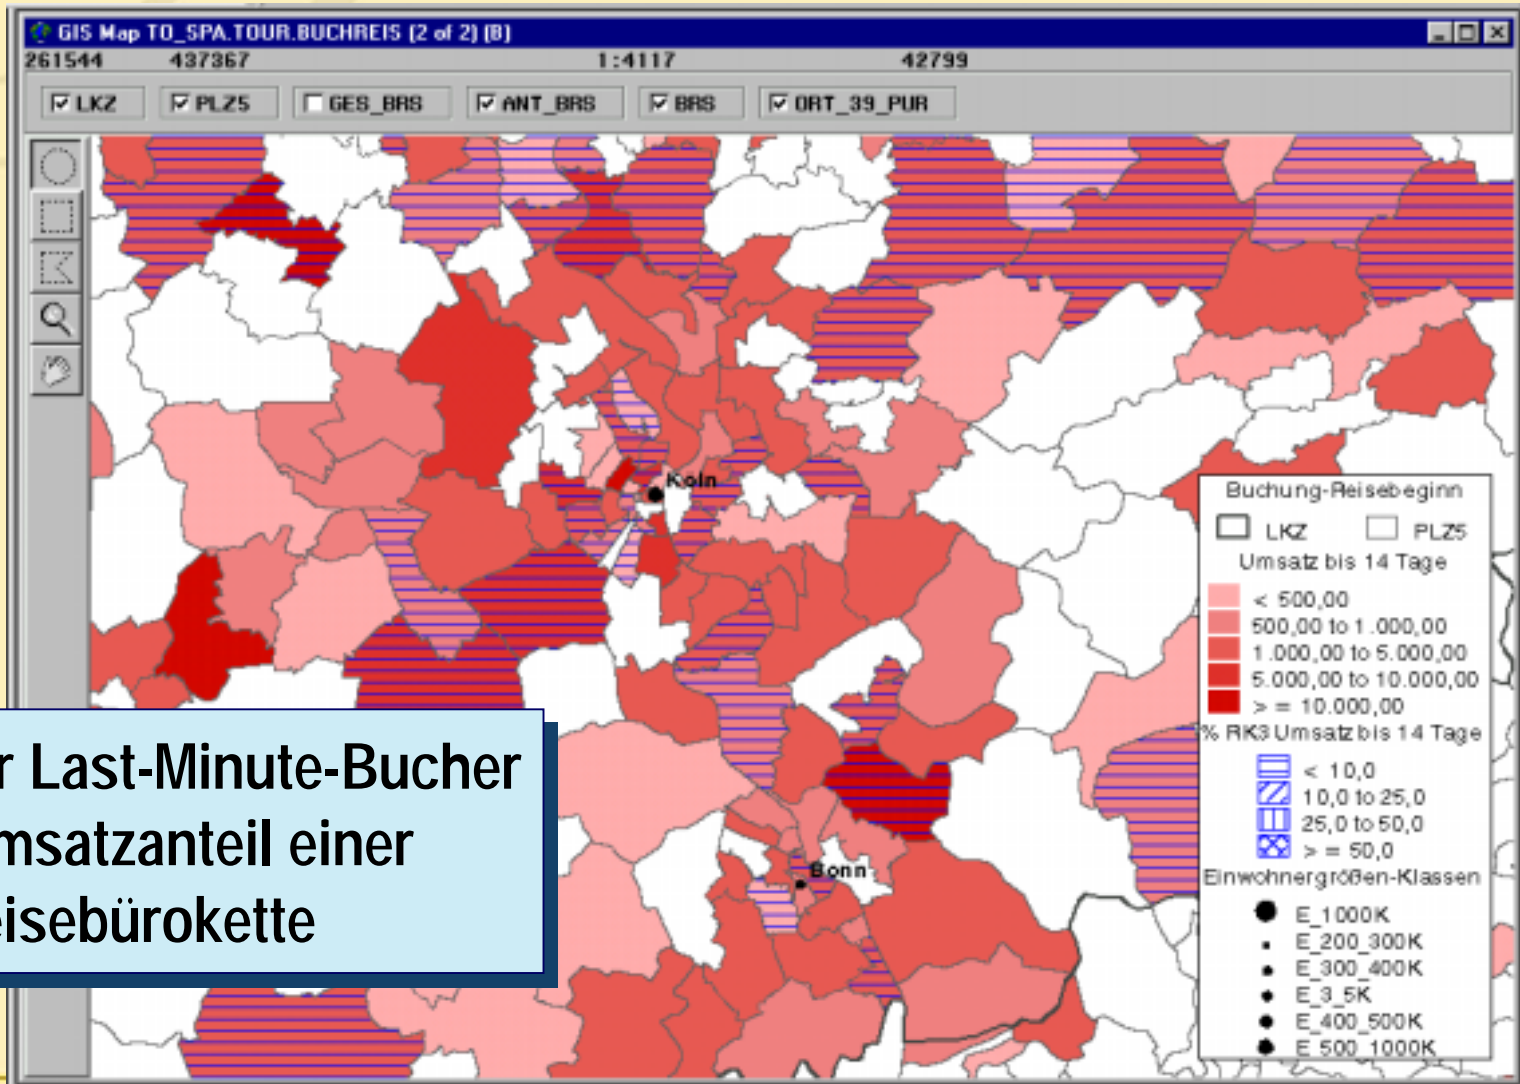 GIS Map TO_SPA.TOUR.BUCHREIS (2 of 2) (B)
261544 437367 1:4117 42799
LKZ PLZ5 GES_BRS ANT_BRS BRS ORT_39_PUR
Köln
Buchung-Reisebeginn
LKZ PLZ5
Umsatz bis 14 Tage
< 500,00
500,00 to 1.000,00
1.000,00 to 5.000,00
5.000,00 to 10.000,00
> = 10.000,00
% RK3 Umsatz bis 14 Tage
< 10,0
10,0 to 25,0
25,0 to 50,0
> = 50,0
Einwohnergrößen-Klassen
E_1000K
E_200_300K
E_300_400K
E_3_5K
E_400_500K
E_500_1000K
r Last-Minute-Bucher
msatzanteil einer
eisebürokette
Bonn